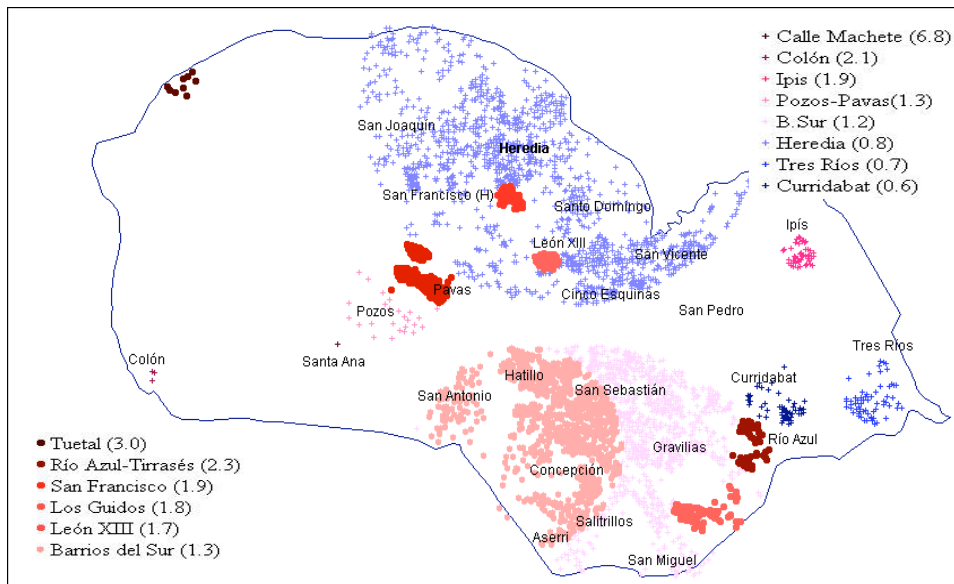 Calle Machete (6.8)
Colón (2.1)
Ipis (1.9)
Pozos-Pavas(1.3)
B.Sur (1.2)
Heredia (0.8)
Tres Ríos (0.7)
Curridabat (0.6)
San Joaquín
Heredia
San Francisco (H)
Santo Domingo
Ipís
León XIII
San Vicente
Pavas
Cinco Esquinas
Pozos
San Pedro
Colón
Santa Ana
Tres Ríos
Hatillo
Curridabat
San Antonio
San Sebastián
Río Azul
Gravilias
Concepción
Salitrillos
Aserrí
San Miguel
Tuetal (3.0)
Río Azul-Tirrasés (2.3)
San Francisco (1.9)
Los Guidos (1.8)
León XIII (1.7)
Barrios del Sur (1.3)